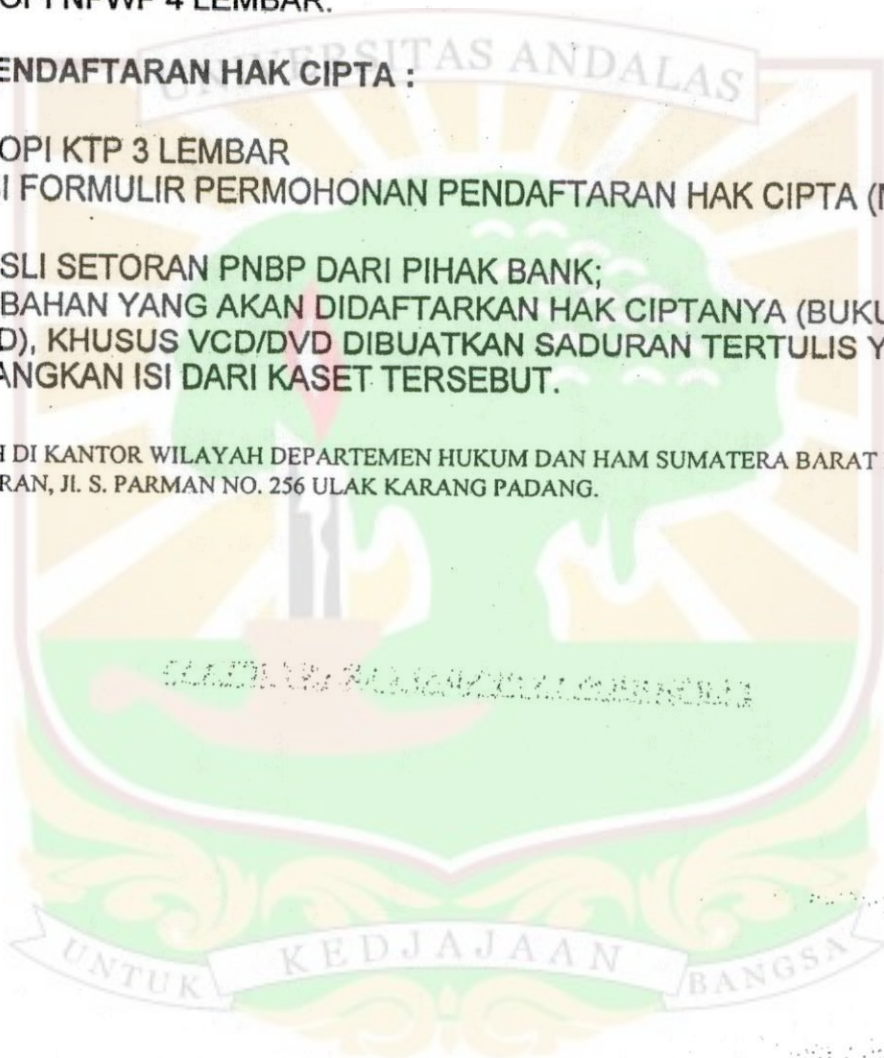 NPWP 4 LEMBAR.
UNIVERSITAS ANDALAS
ENDAFTARAN HAK CIPTA :
OPI KTP 3 LEMBAR
I FORMULIR PERMOHONAN PENDAFTARAN HAK CIPTA (
SLI SETORAN PNBP DARI PIHAK BANK;
BAHAN YANG AKAN DIDAFTARKAN HAK CIPTANYA (BUKU
D), KHUSUS VCD/DVD DIBUATKAN SADURAN TERTULIS Y
ANGKAN ISI DARI KASET TERSEBUT.
H DI KANTOR WILAYAH DEPARTEMEN HUKUM DAN HAM SUMATERA BARAT
RAN, Jl. S. PARMAN NO. 256 ULAK KARANG PADANG.
UNTUK KEDJAJAAN BANGSA